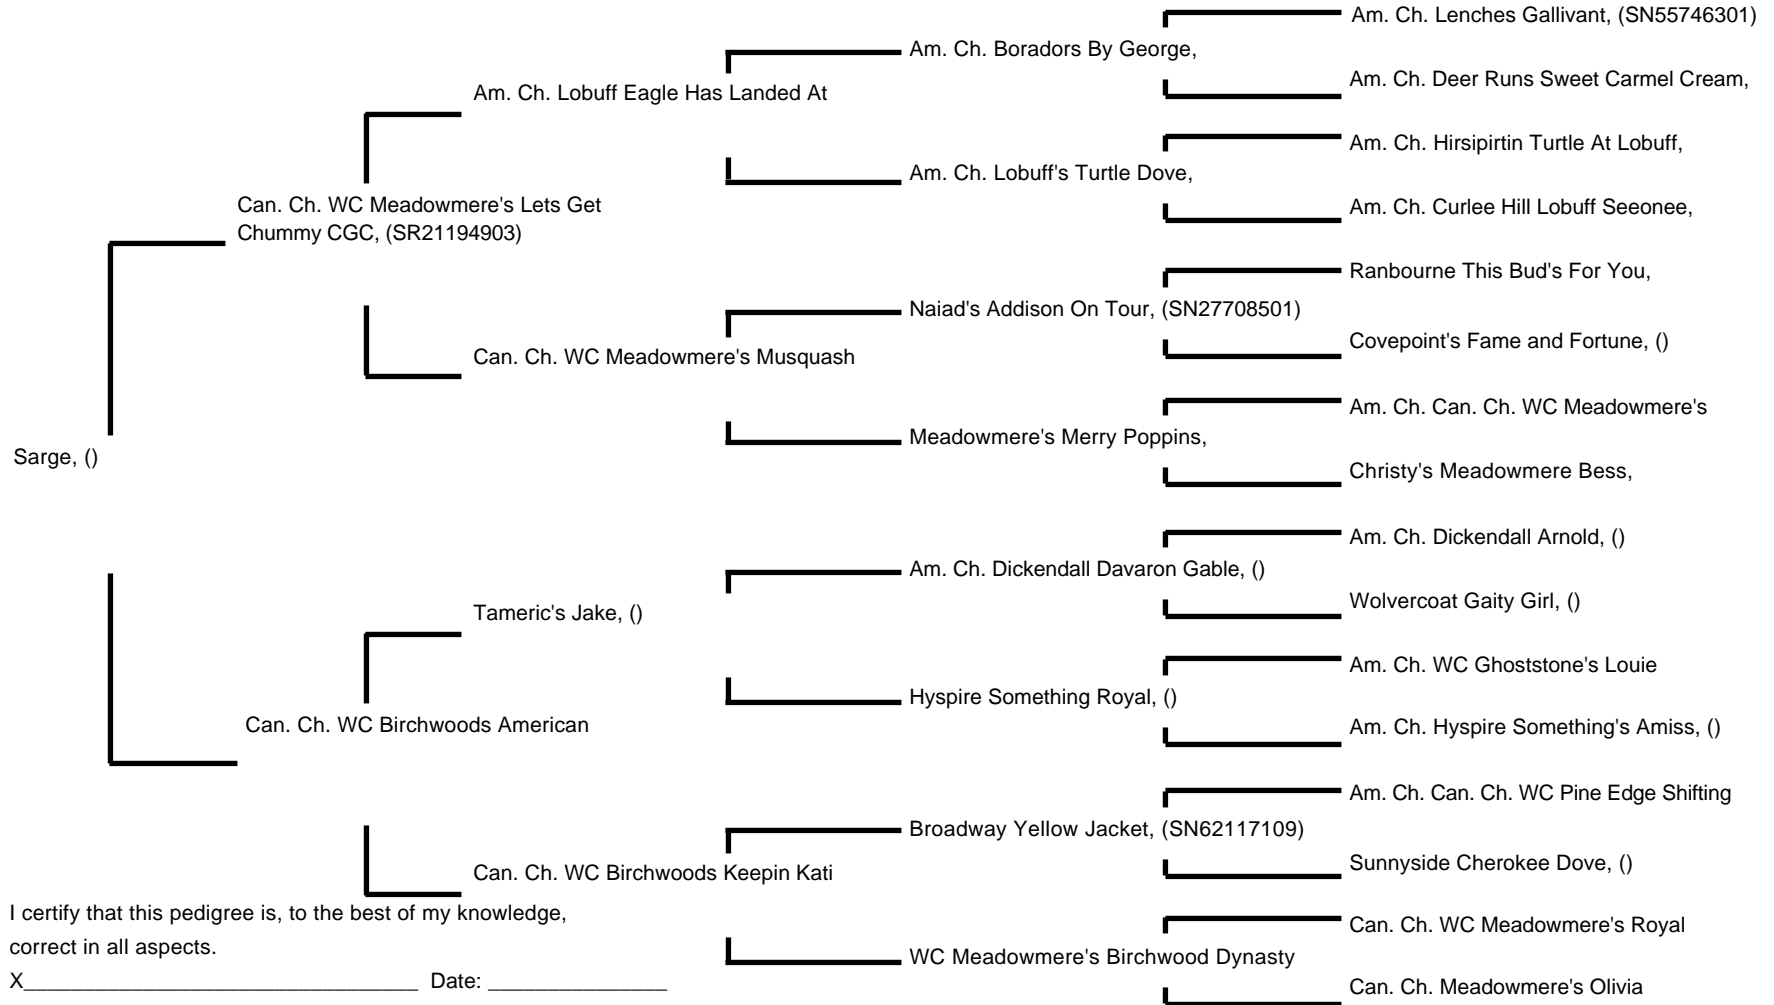 Am. Ch. Lenches Gallivant, (SN55746301)
Am. Ch. Boradors By George,
Am. Ch. Deer Runs Sweet Carmel Cream,
Am. Ch. Lobuff Eagle Has Landed At
Am. Ch. Hirsipirtin Turtle At Lobuff,
Am. Ch. Lobuff's Turtle Dove,
Am. Ch. Curlee Hill Lobuff Seeonee,
Can. Ch. WC Meadowmere's Lets Get
Chummy CGC, (SR21194903)
Ranbourne This Bud's For You,
Naiad's Addison On Tour, (SN27708501)
Covepoint's Fame and Fortune, ()
Can. Ch. WC Meadowmere's Musquash
Am. Ch. Can. Ch. WC Meadowmere's
Meadowmere's Merry Poppins,
Christy's Meadowmere Bess,
Sarge, ()
Am. Ch. Dickendall Arnold, ()
Am. Ch. Dickendall Davaron Gable, ()
Wolvercoat Gaity Girl, ()
Tameric's Jake, ()
Am. Ch. WC Ghoststone's Louie
Hyspire Something Royal, ()
Am. Ch. Hyspire Something's Amiss, ()
Can. Ch. WC Birchwoods American
Am. Ch. Can. Ch. WC Pine Edge Shifting
Broadway Yellow Jacket, (SN62117109)
Sunnyside Cherokee Dove, ()
Can. Ch. WC Birchwoods Keepin Kati
Can. Ch. WC Meadowmere's Royal
WC Meadowmere's Birchwood Dynasty
Can. Ch. Meadowmere's Olivia
I certify that this pedigree is, to the best of my knowledge,
correct in all aspects.
X_________________________________ Date: _______________